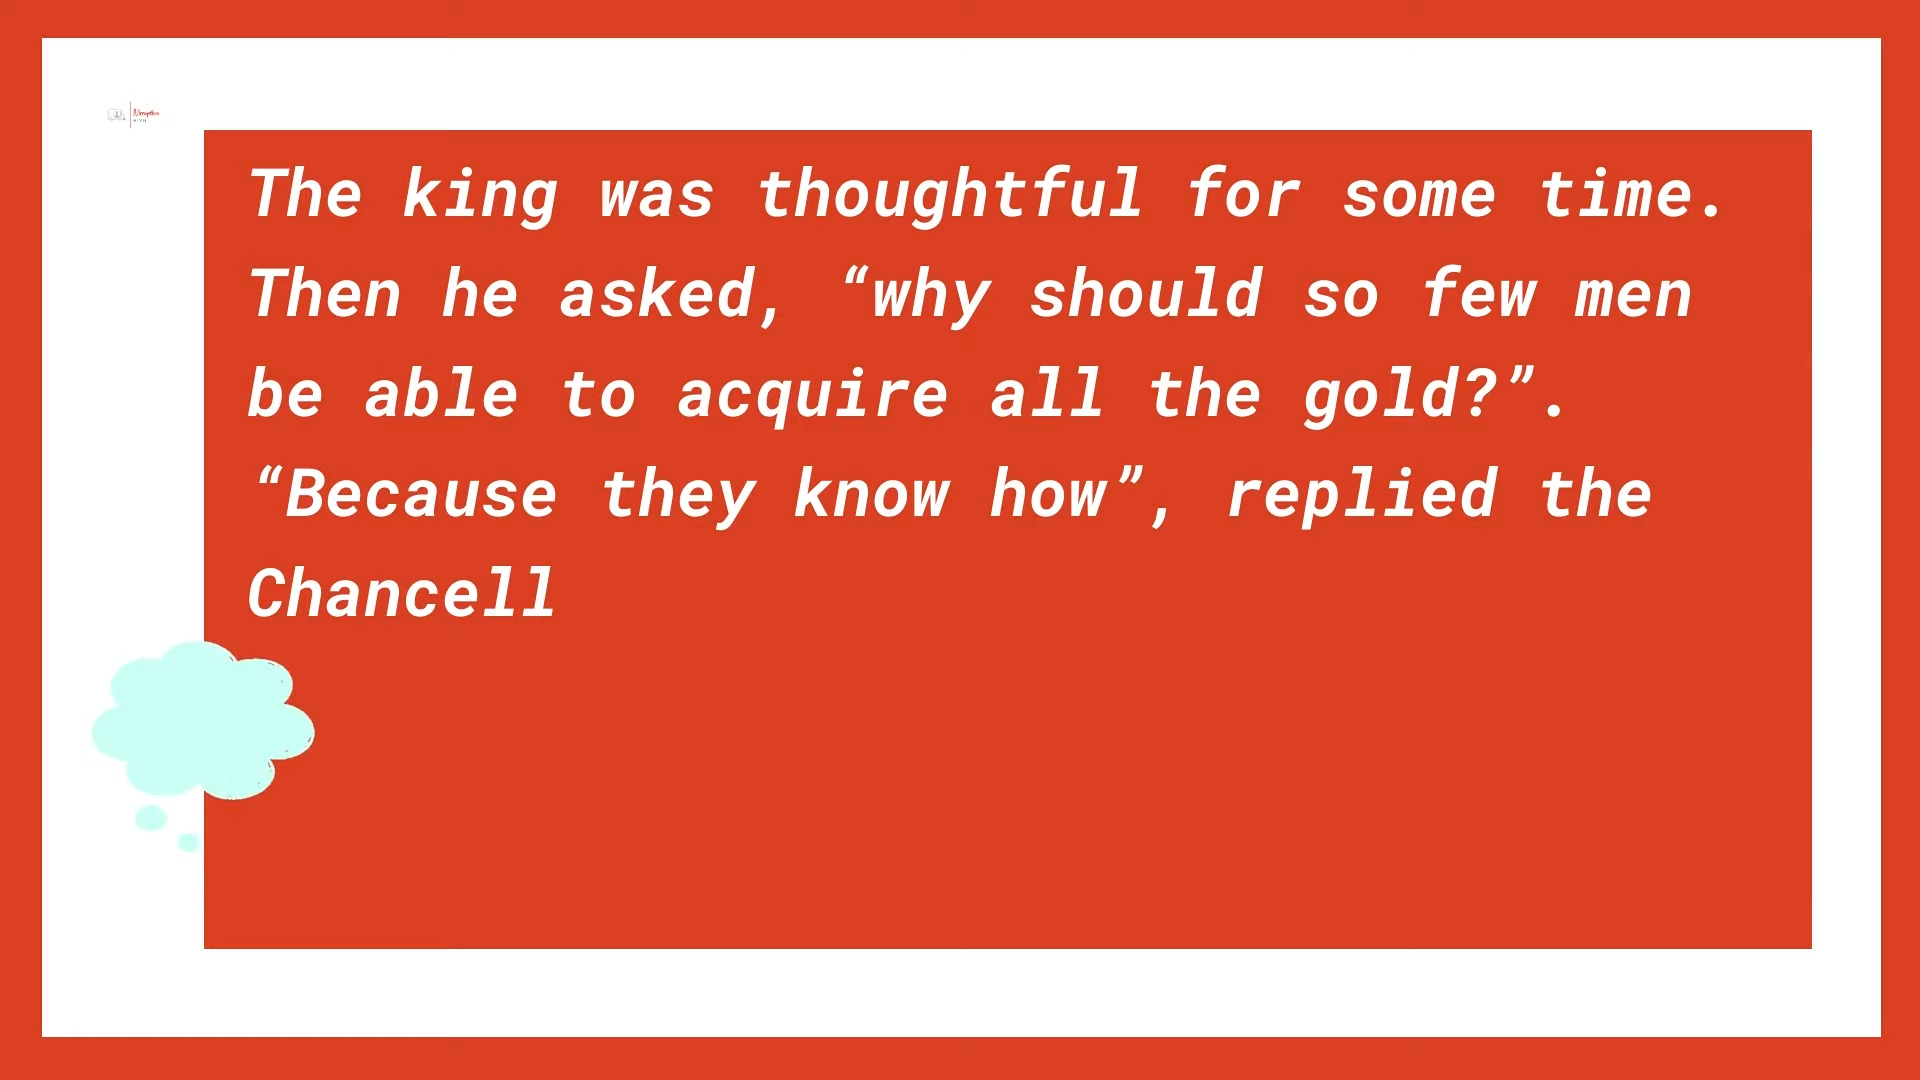 The king was thoughtful for some time.
Then he asked, “why should so few men
be able to acquire all the gold?”.
“Because they know how”, replied the
Chancell